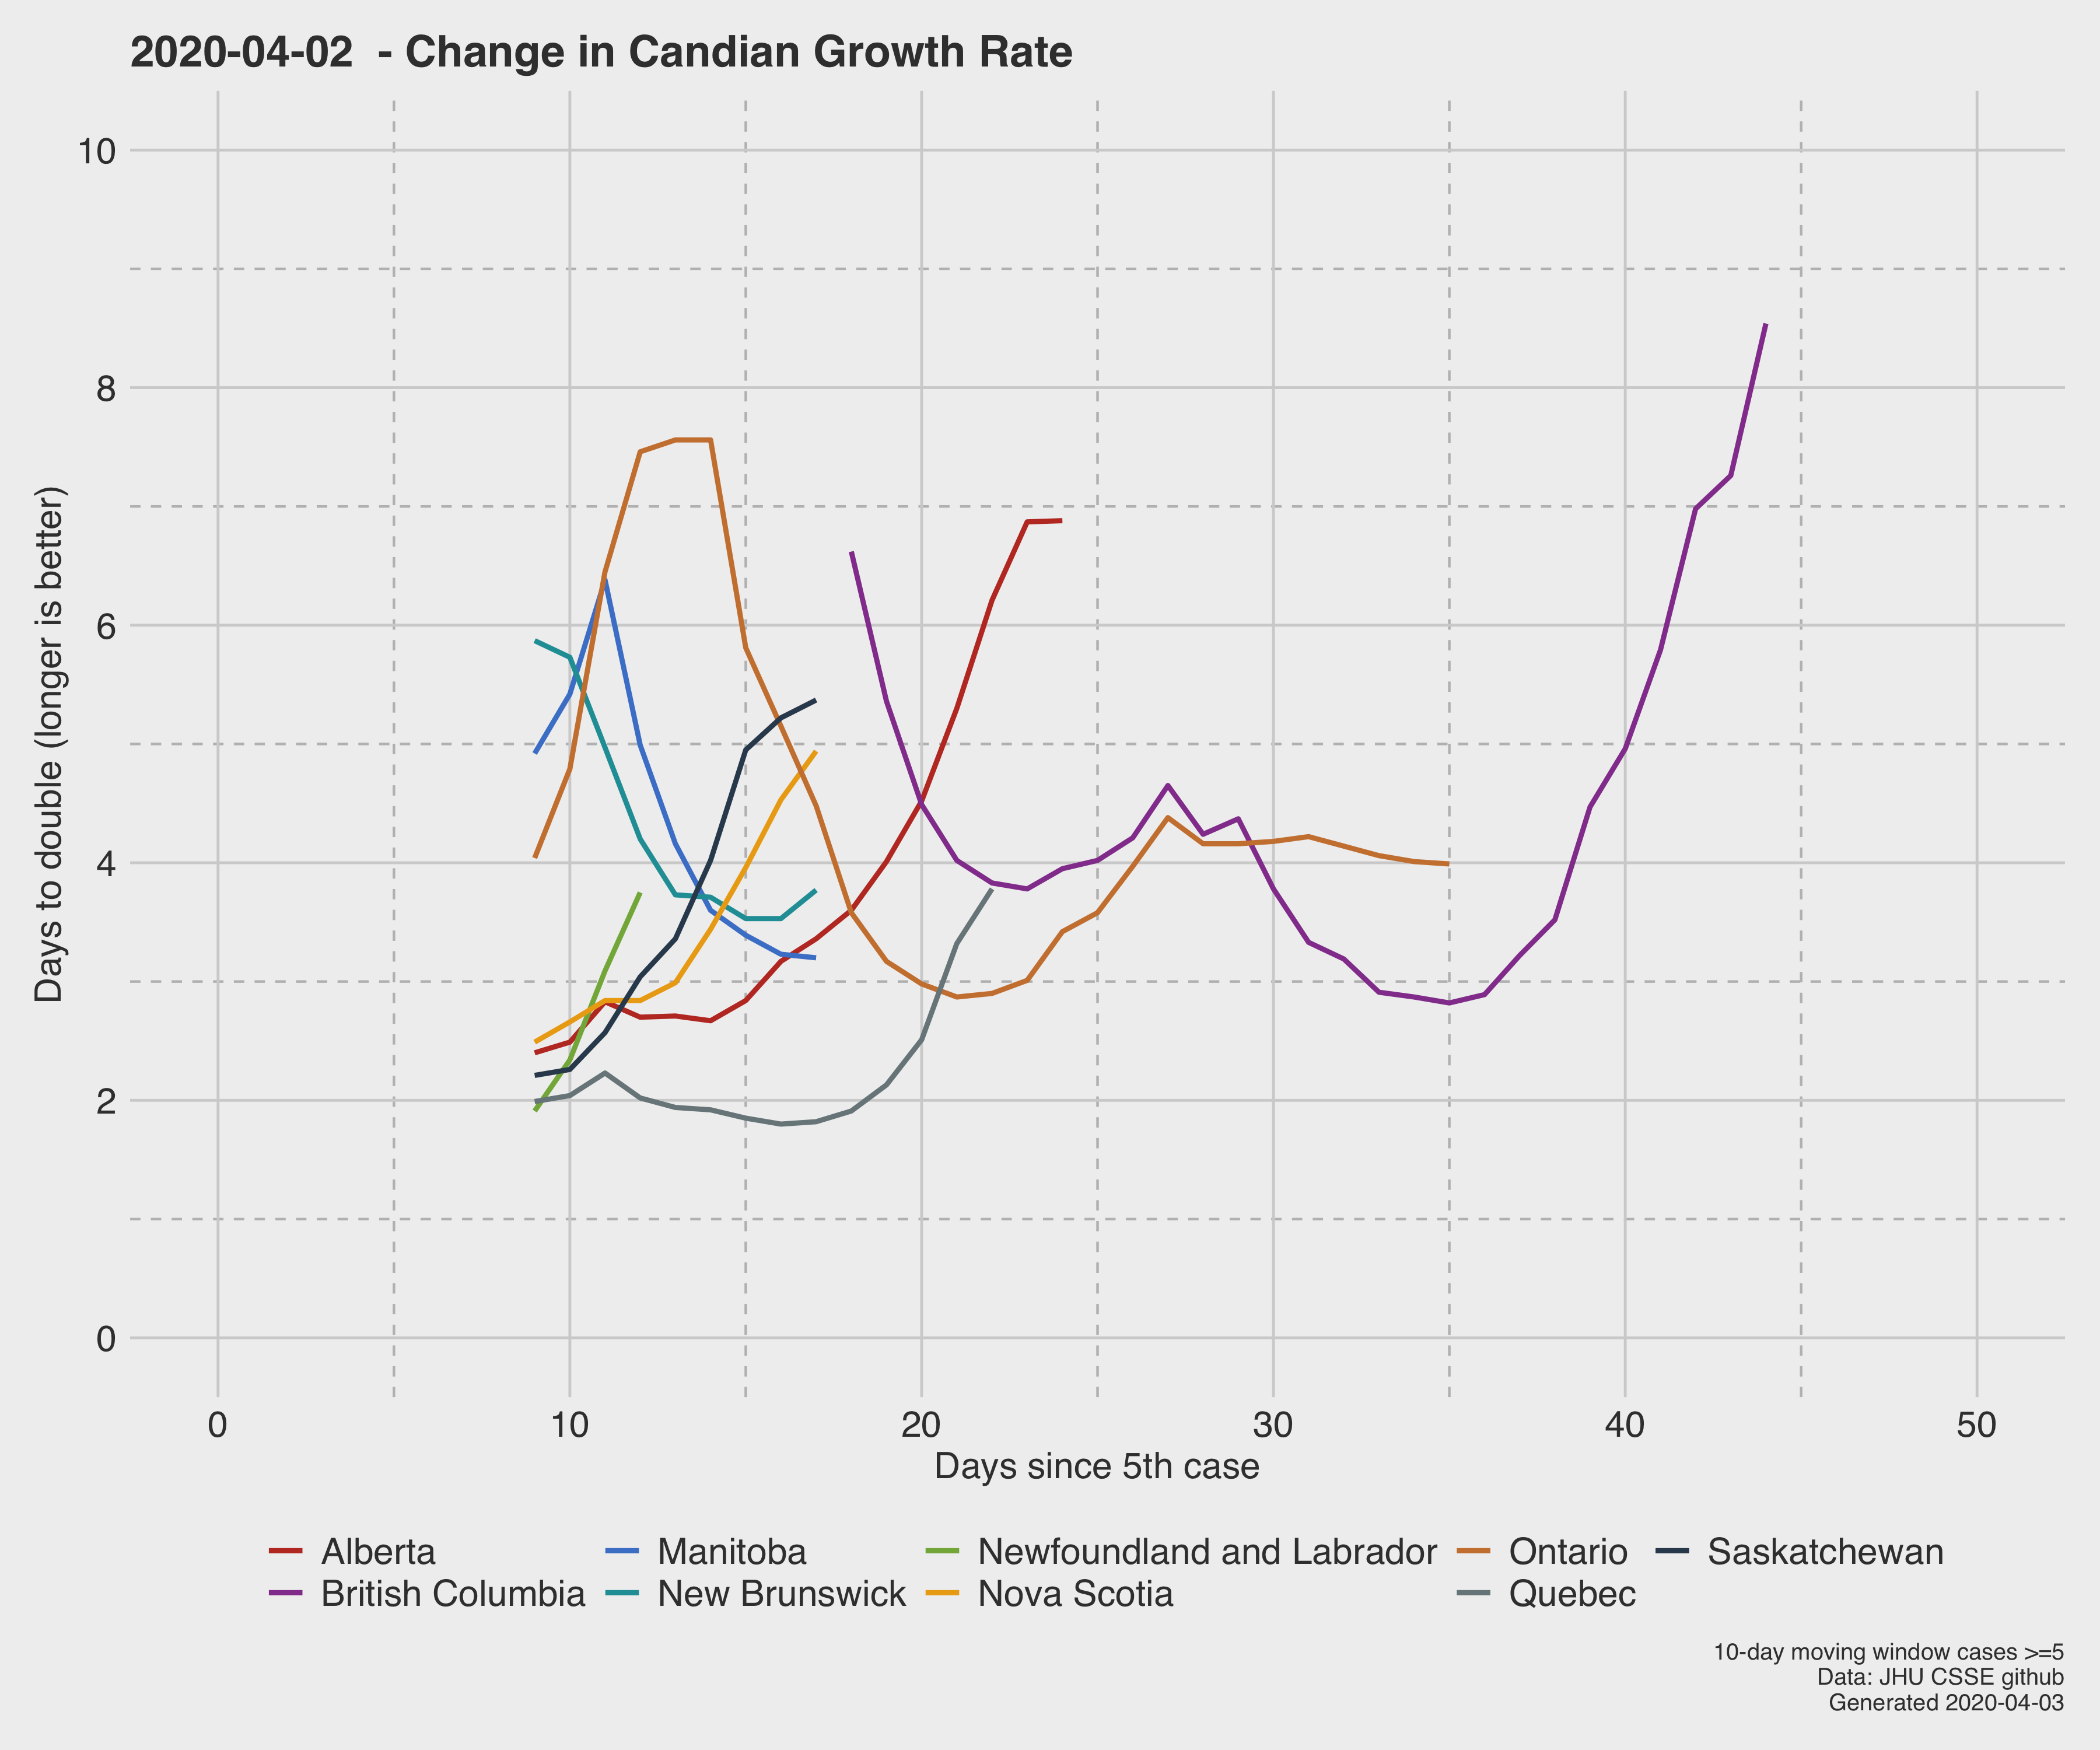 2020-04-02  - Change in Candian Growth Rate
Days to double (longer is better)
10
8
6
4
2
0
0 10 20 30 40 50
Days since 5th case
Alberta Manitoba Newfoundland and Labrador Ontario Saskatchewan
British Columbia New Brunswick Nova Scotia Quebec
10-day moving window cases >=5
Data: JHU CSSE github
Generated 2020-04-03